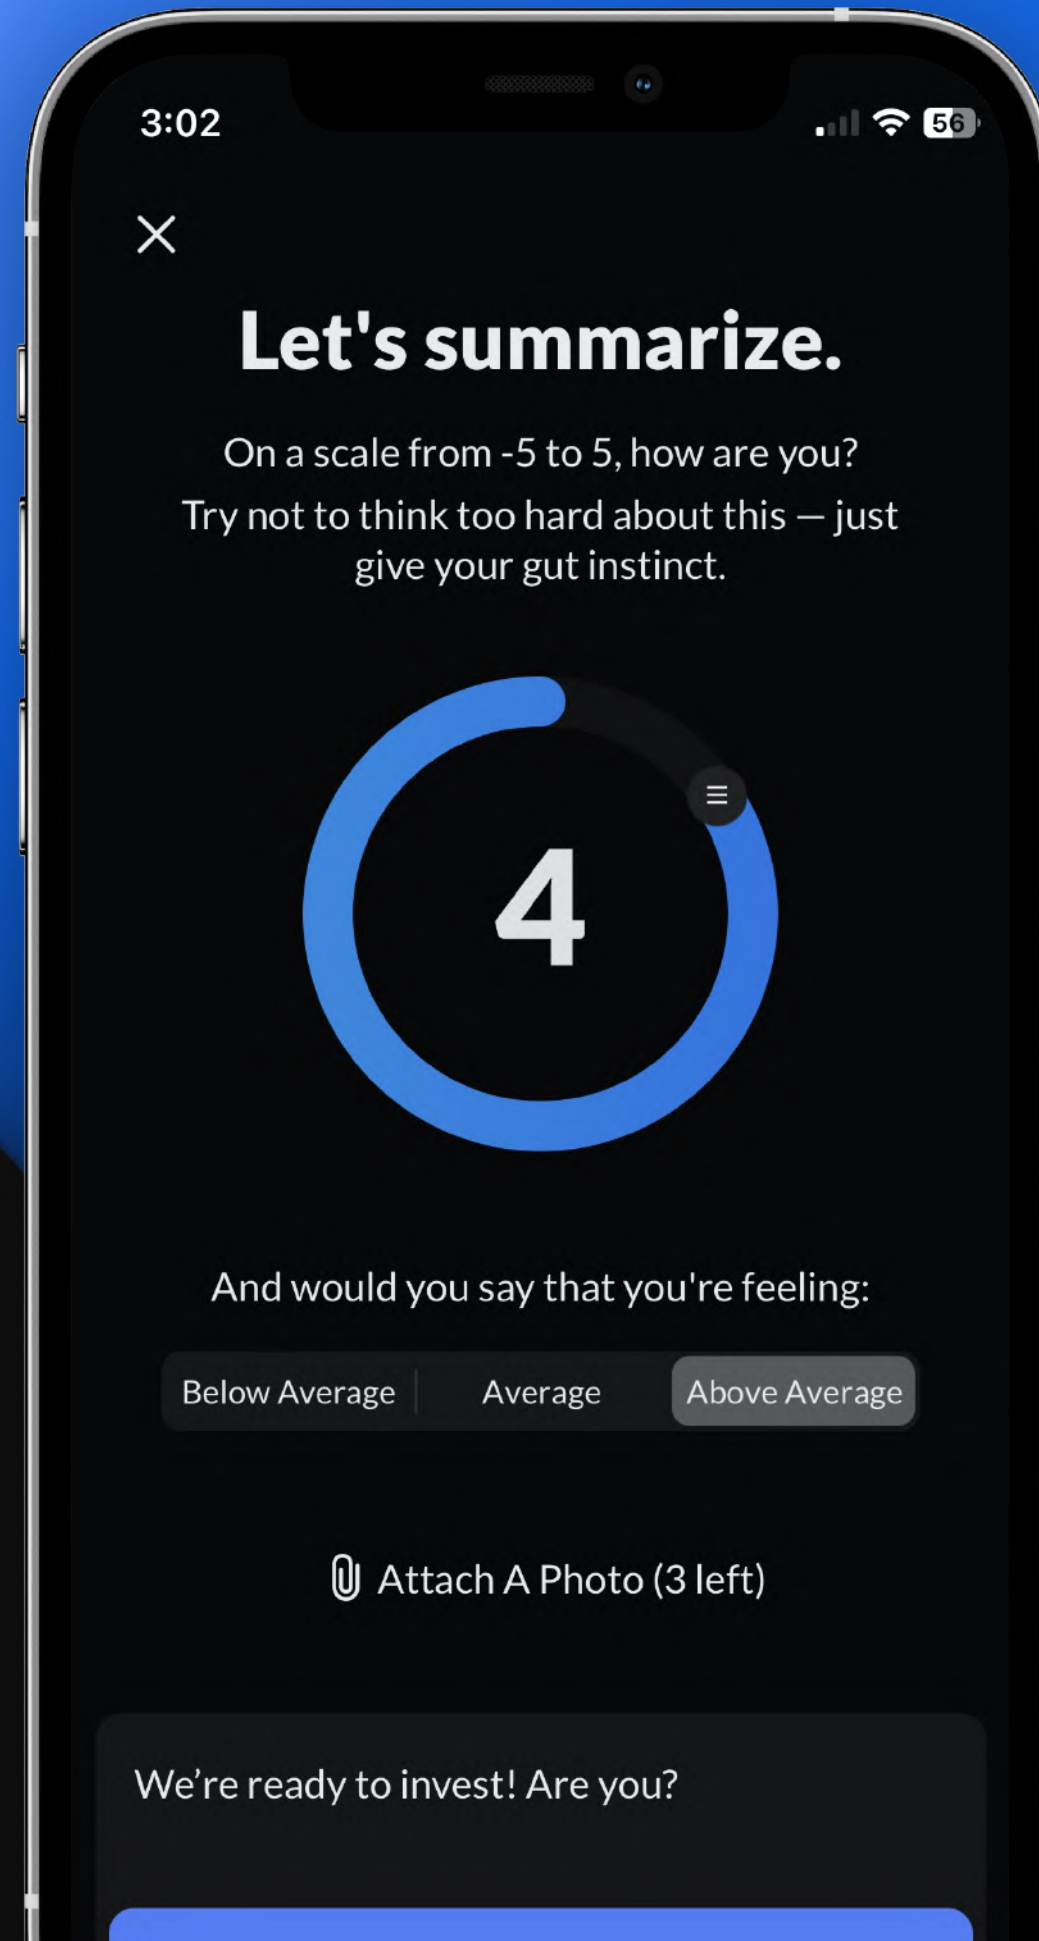 3:02
56
Let's summarize.
On a scale from -5 to 5, how are you?
Try not to think too hard about this — just
give your gut instinct.
4
And would you say that you're feeling:
Below Average
Average
Above Average
Attach A Photo (3 left)
We’re ready to invest! Are you?